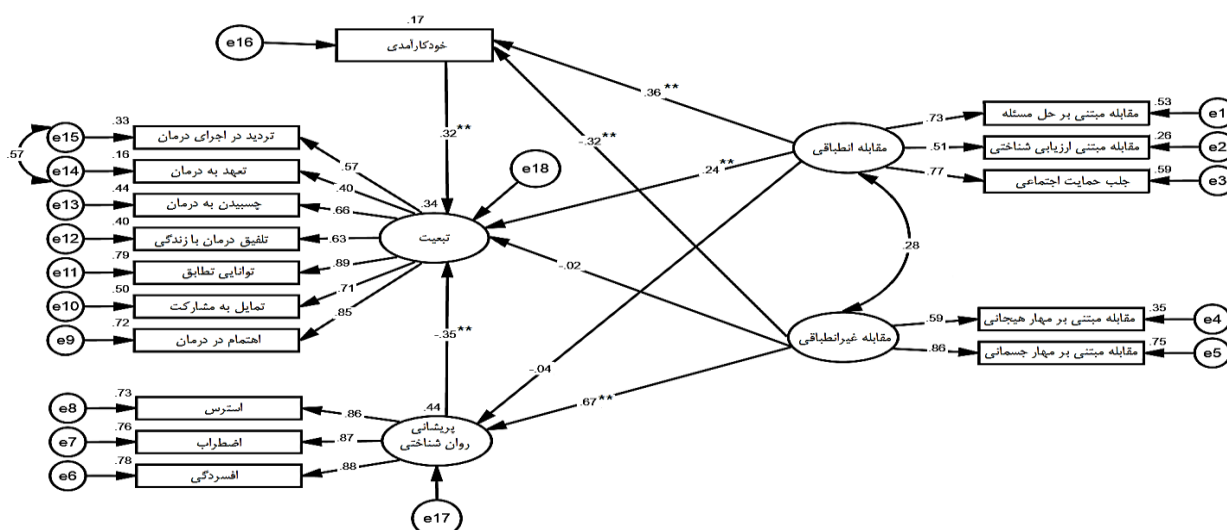 .17
e16
خودکارآمدی
.36**
-.32**
.32**
.57
e15
.33
تردید در اجرای درمان
.57
e14
.16
تعهد به درمان
.40
e13
.44
چسبیدن به درمان
.66
e12
.40
تلفیق درمان با زندگی
.63
e11
.79
توانایی تطابق
.89
e10
.50
تمایل به مشارکت
.71
e9
.72
اهتمام در درمان
.85
e18
.34
تبعیت
.24**
-.02
-.35**
-.04
.67**
مقابله انطباقی
.73
مقابله مبتنی بر حل مسئله
.53
e1
.51
مقابله مبتنی ارزیابی شناختی
.26
e2
.77
جلب حمایت اجتماعی
.59
e3
.28
مقابله غیرانطباقی
.59
مقابله مبتنی بر مهار هیجانی
.35
e4
.86
مقابله مبتنی بر مهار جسمانی
.75
e5
e8
.73
استرس
.86
e7
.76
اضطراب
.87
e6
.78
افسردگی
.88
.44
پریشانی
روان شناختی
e17